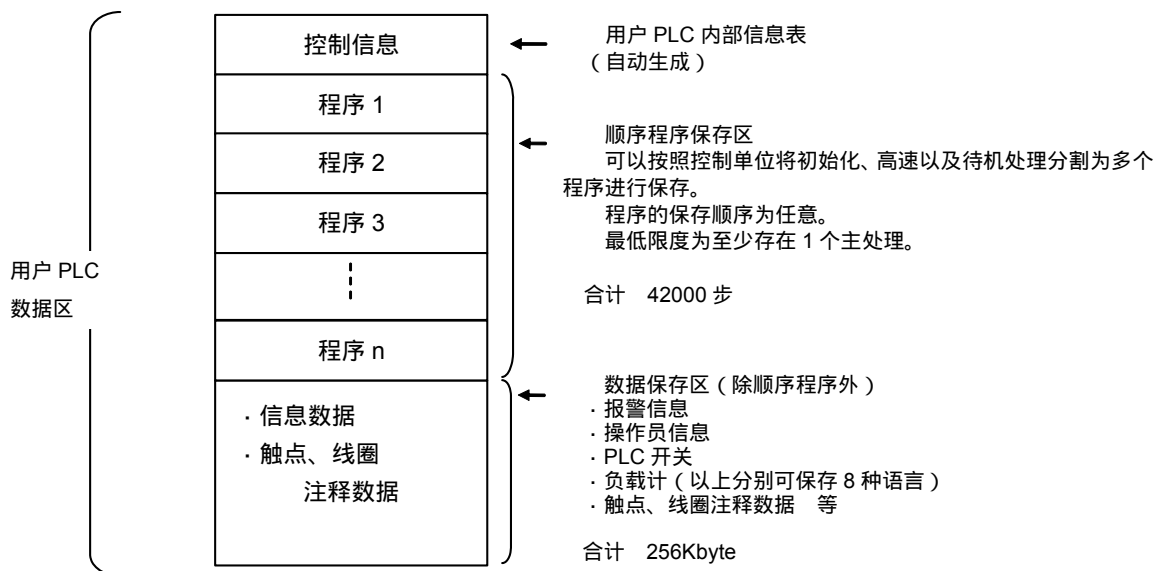 用户 PLC
数据区
控制信息
程序 1
程序 2
程序 3
程序 n
·信息数据
·触点、线圈
注释数据
用户 PLC 内部信息表
（自动生成）
顺序程序保存区
可以按照控制单位将初始化、高速以及待机处理分割为多个
程序进行保存。
程序的保存顺序为任意。
最低限度为至少存在 1 个主处理。
合计 42000 步
数据保存区（除顺序程序外）
·报警信息
·操作员信息
·PLC 开关
·负载计（以上分别可保存 8 种语言）
·触点、线圈注释数据 等
合计 256Kbyte